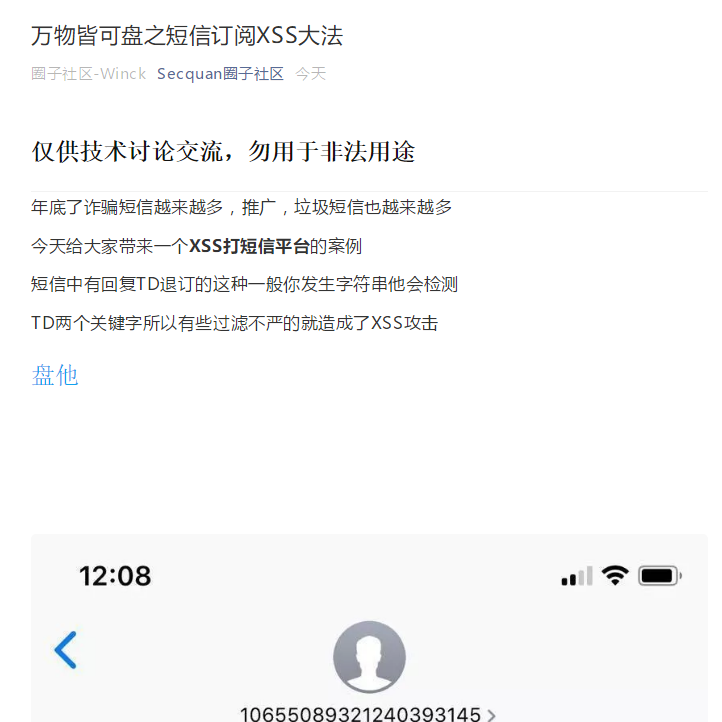 万物皆可盘之短信订阅XSS大法
圈子社区-Winck Secquan圈子社区 今天
仅供技术讨论交流，勿用于非法用途
年底了诈骗短信越来越多，推广，垃圾短信也越来越多
今天给大家带来一个XSS打短信平台的案例
短信中有回复TD退订的这种一般你发生字符串他会检测
TD两个关键字所以有些过滤不严的就造成了XSS攻击
盘他
12:08
10655089321240393145